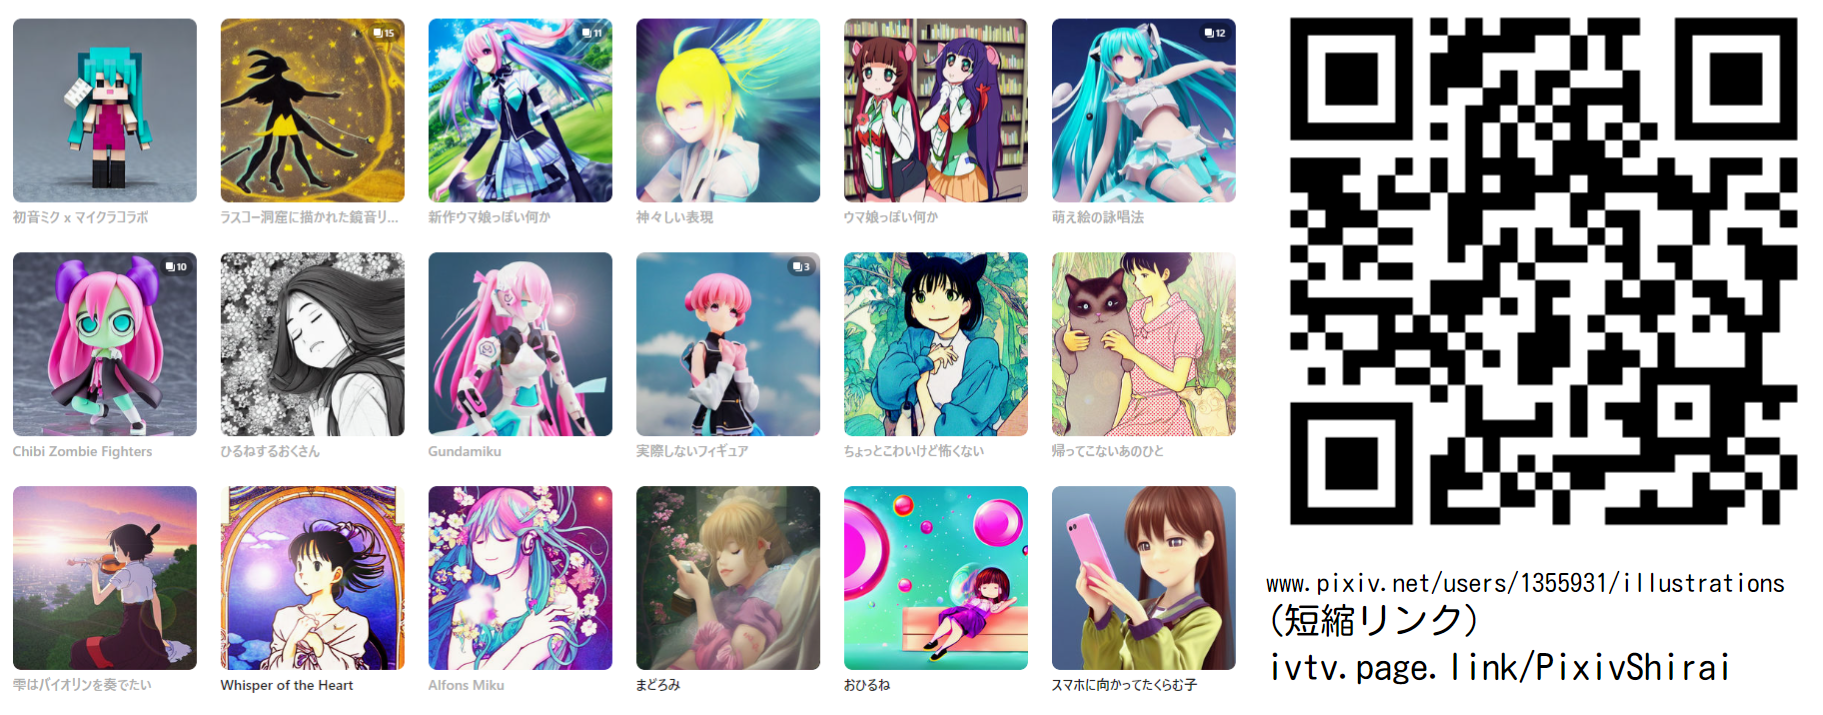 15
11
12
初音ミク x マイクラコラボ
ラスコー洞窟に描かれた鏡音リ...
新作ウマ娘っぽい何か
神々しい表現
ウマ娘っぽい何か
萌え絵の詠唱法
10
3
Chibi Zombie Fighters
ひるねするおくさん
Gundamiku
実際しないフィギュア
ちょっとこわいけど怖くない
帰ってこないあのひと
雫はバイオリンを奏でたい
Whisper of the Heart
Alfons Miku
まどろみ
おひるね
スマホに向かってたくらむ子
www.pixiv.net/users/1355931/illustrations
(短縮リンク)
ivtv.page.link/PixivShirai